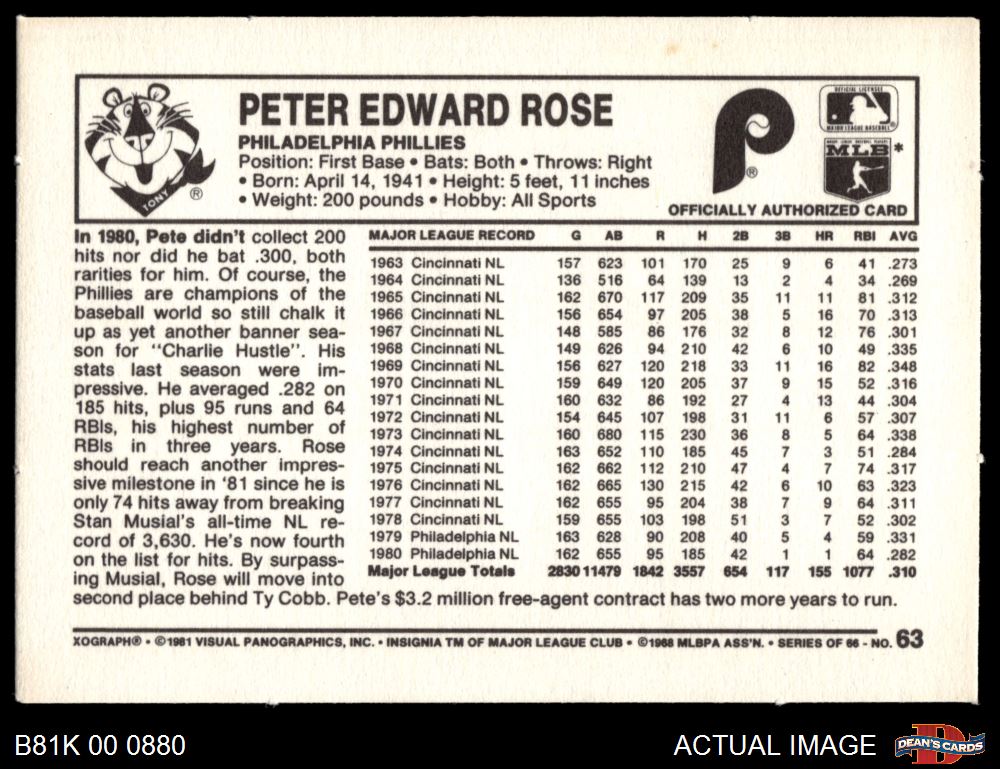 TONY
®
PETER EDWARD ROSE
PHILADELPHIA PHILLIES
Position: First Base • Bats: Both • Throws: Right
• Born: April 14, 1941 • Height: 5 feet, 11 inches
• Weight: 200 pounds • Hobby: All Sports
P
®
OFFICIAL LICENSEE
MAJOR LEAGUE BASEBALL
MAJOR LEAGUE BASEBALL PLAYERS
MLB *
OFFICIALLY AUTHORIZED CARD
In 1980, Pete didn't collect 200
hits nor did he bat .300, both
rarities for him. Of course, the
Phillies are champions of the
baseball world so still chalk it
up as yet another banner sea-
son for "Charlie Hustle". His
stats last season were im-
pressive. He averaged .282 on
185 hits, plus 95 runs and 64
RBIs, his highest number of
RBIs in three years. Rose
should reach another impres-
sive milestone in '81 since he is
only 74 hits away from breaking
Stan Musial's all-time NL re-
cord of 3,630. He's now fourth
on the list for hits. By surpass-
ing Musial, Rose will move into
second place behind Ty Cobb. Pete's $3.2 million free-agent contract has two more years to run.
MAJOR LEAGUE RECORD G AB R H 2B 3B HR RBI AVG
1963 Cincinnati NL 157 623 101 170 25 9 6 41 .273
1964 Cincinnati NL 136 516 64 139 13 2 4 34 .269
1965 Cincinnati NL 162 670 117 209 35 11 11 81 .312
1966 Cincinnati NL 156 654 97 205 38 5 16 70 .313
1967 Cincinnati NL 148 585 86 176 32 8 12 76 .301
1968 Cincinnati NL 149 626 94 210 42 6 10 49 .335
1969 Cincinnati NL 156 627 120 218 33 11 16 82 .348
1970 Cincinnati NL 159 649 120 205 37 9 15 52 .316
1971 Cincinnati NL 160 632 86 192 27 4 13 44 .304
1972 Cincinnati NL 154 645 107 198 31 11 6 57 .307
1973 Cincinnati NL 160 680 115 230 36 8 5 64 .338
1974 Cincinnati NL 163 652 110 185 45 7 3 51 .284
1975 Cincinnati NL 162 662 112 210 47 4 7 74 .317
1976 Cincinnati NL 162 665 130 215 42 6 10 63 .323
1977 Cincinnati NL 162 655 95 204 38 7 9 64 .311
1978 Cincinnati NL 159 655 103 198 51 3 7 52 .302
1979 Philadelphia NL 163 628 90 208 40 5 4 59 .331
1980 Philadelphia NL 162 655 95 185 42 1 1 64 .282
Major League Totals 2830 11479 1842 3557 654 117 155 1077 .310
XOGRAPH® • ©1981 VISUAL PANOGRAPHICS, INC. • INSIGNIA TM OF MAJOR LEAGUE CLUB • ©1968 MLBPA ASS'N. • SERIES OF 66 - NO. 63
B81K 00 0880
ACTUAL IMAGE
D
DEAN'S CARDS